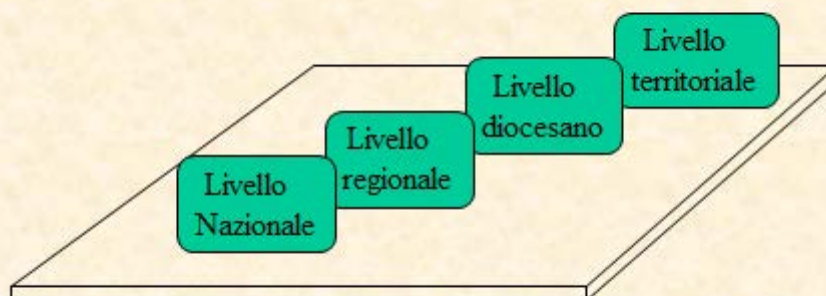 Livello
territoriale
Livello
diocesano
Livello
regionale
Livello
Nazionale